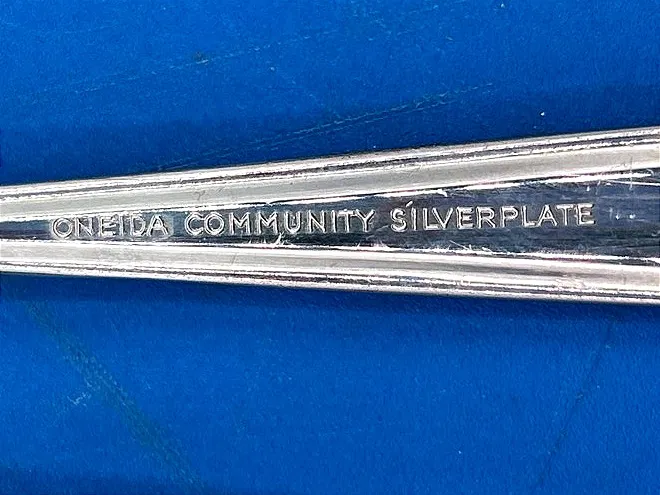 ONEIDA COMMUNITY SILVERPLATE